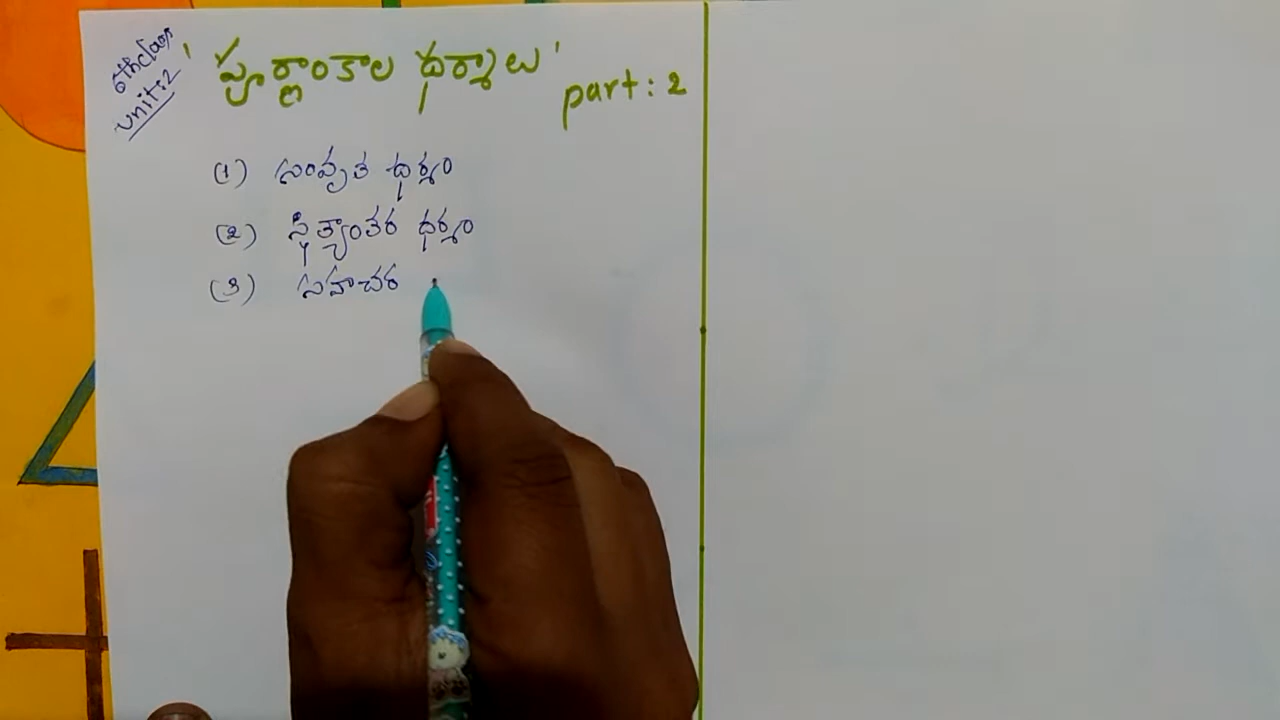 6th class
unit:2
' పూర్ణాంకాల ధర్మాలు '
part : 2
(1) సంవృత ధర్మం
(2) స్థిత్యాంతర ధర్మం
(3) సహచర